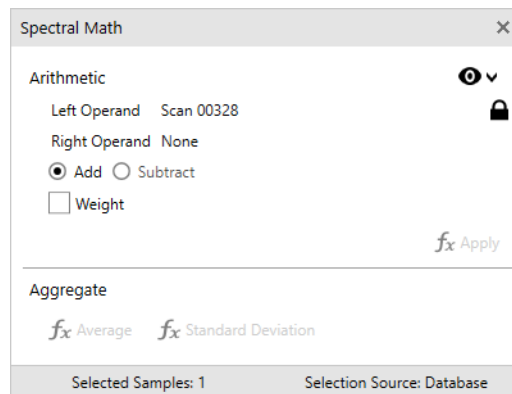 Spectral Math
Arithmetic
Left Operand Scan 00328
Right Operand None
Add Subtract
Weight
fx Apply
Aggregate
fx Average fx Standard Deviation
Selected Samples: 1 Selection Source: Database